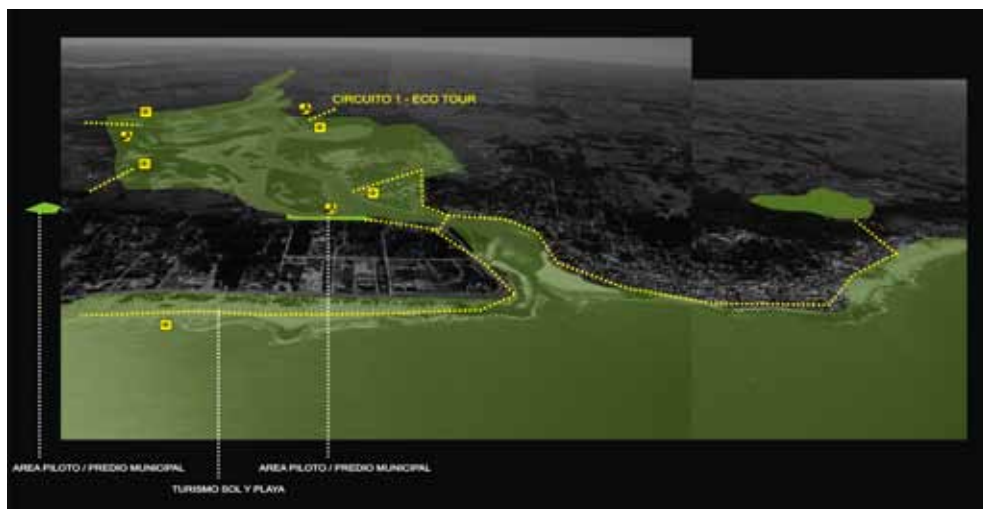 CIRCUITO 1 - ECO TOUR
AREA PILOTO / PREDIO MUNICIPAL
AREA PILOTO / PREDIO MUNICIPAL
TURISMO SOL Y PLAYA